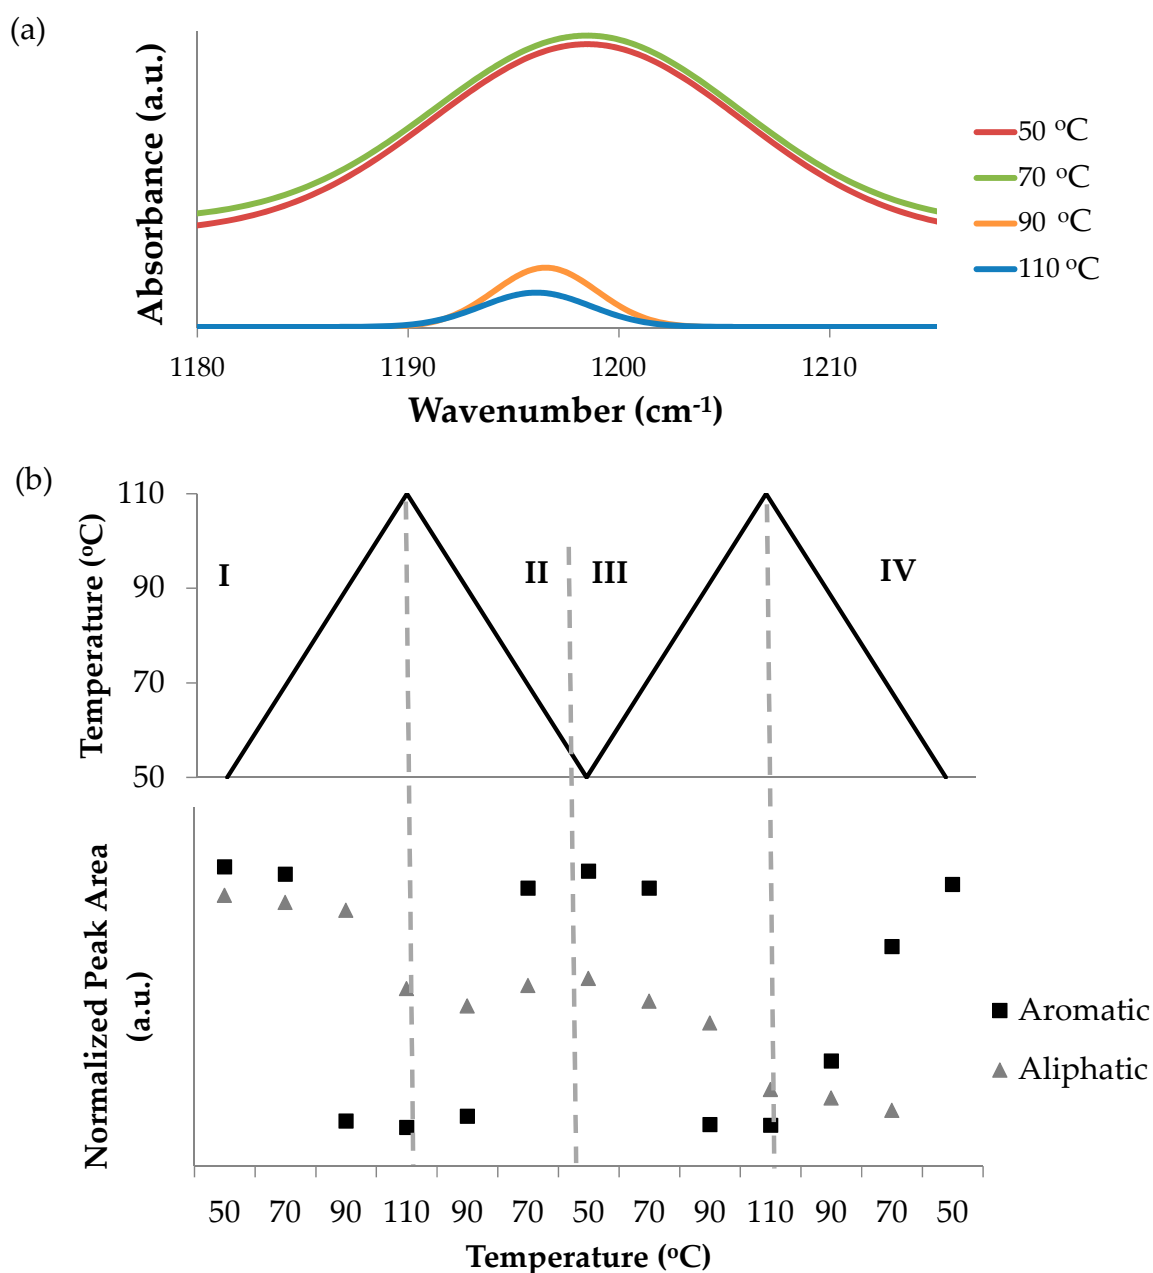 (a)
Absorbance (a.u.)
50 ºC
70 ºC
90 ºC
110 ºC
1180 1190 1200 1210
Wavenumber (cm-1)
(b)
Temperature (ºC)
110
90
70
50
I II III IV
Normalized Peak Area
(a.u.)
Aromatic
Aliphatic
50 70 90 110 90 70 50 70 90 110 90 70 50
Temperature (ºC)